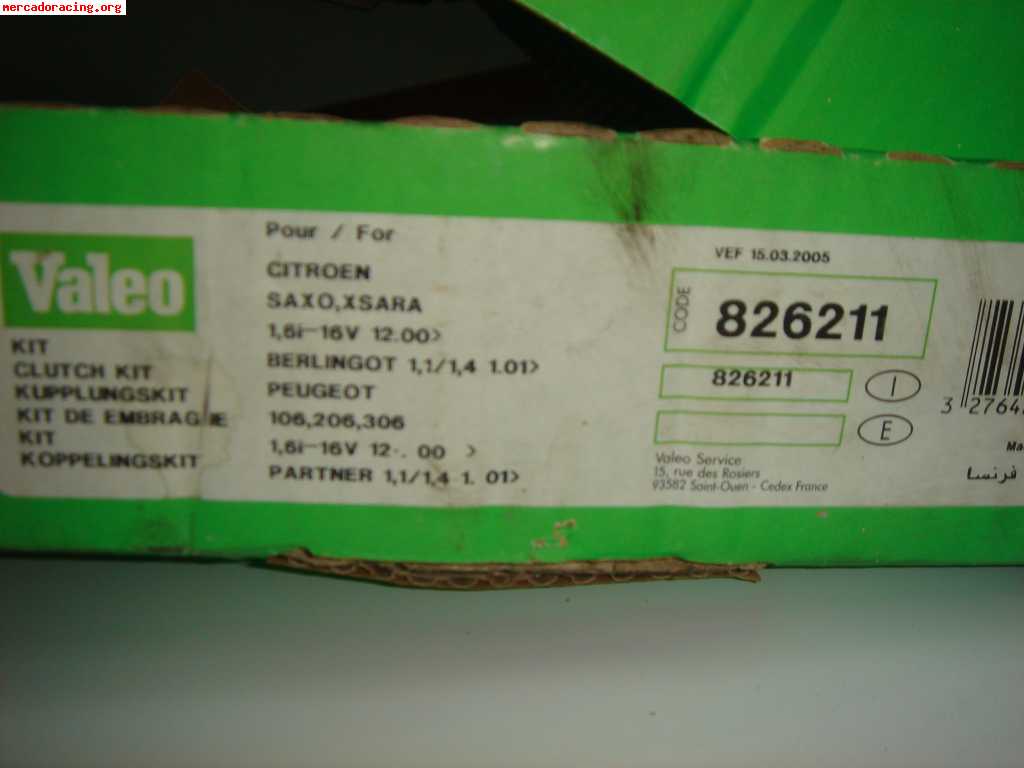 mercadoracing.org
Valeo
KIT
CLUTCH KIT
KUPPLUNGSKIT
KIT DE EMBRAGUE
KIT
KOPPELINGSKIT
Pour / For
CITROEN
SAXO,XSARA
1,6i-16V 12.00>
BERLINGOT 1,1/1,4 1.01>
PEUGEOT
106,206,306
1,6i-16V 12-. 00 >
PARTNER 1,1/1,4 1. 01>
VEF 15.03.2005
CODE
826211
826211
I
E
Valeo Service
15, rue des Rosiers
93582 Saint-Ouen - Cedex France
3 2764
Ma
فرنسا